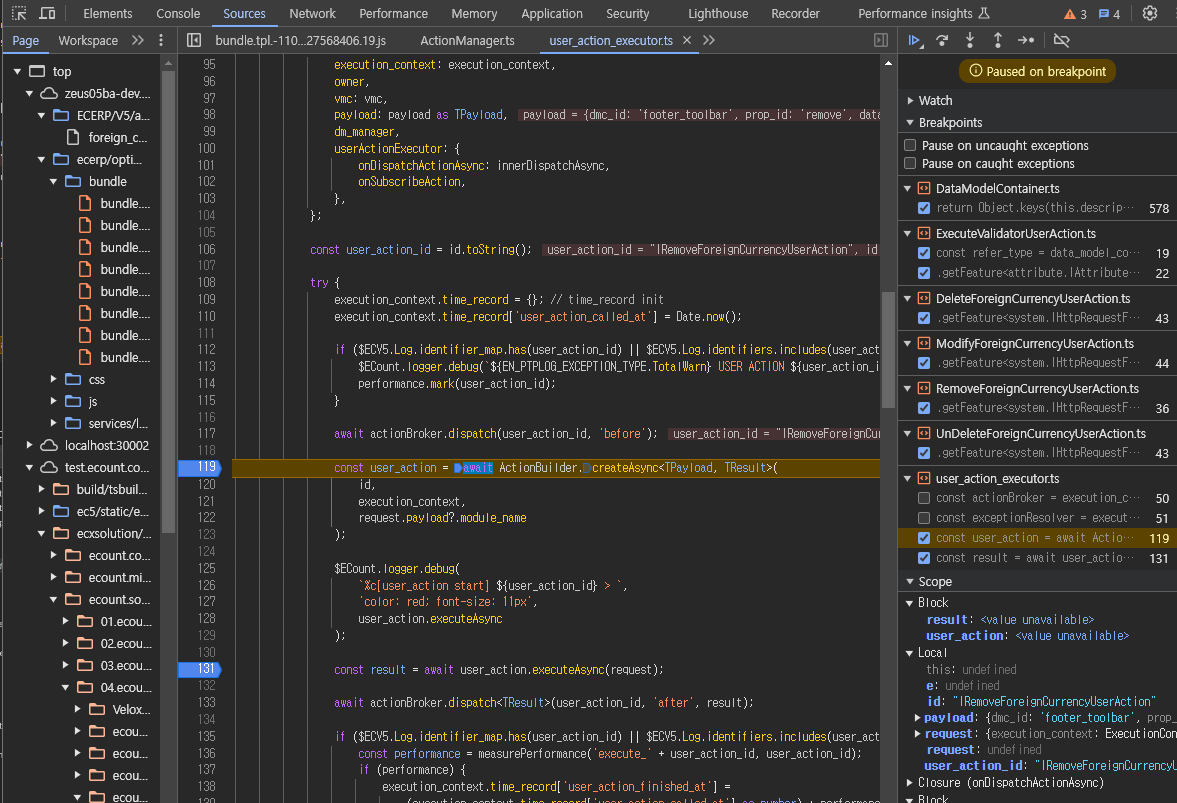 Elements Console Sources Network Performance Memory Application Security Lighthouse Recorder Performance insights 3 4
Page Workspace
bundle.tpl.-110...27568406.19.js ActionManager.ts user_action_executor.ts
top
zeus05ba-dev....
ECERP/V5/a...
foreign_c...
ecerp/opti...
bundle
bundle....
bundle....
bundle....
bundle....
bundle....
bundle....
bundle....
bundle....
css
js
services/l...
localhost:30002
test.ecount.co...
build/tsbuil...
ec5/static/e...
ecxsolution/...
ecount.co...
ecount.mi...
ecount.so...
01.ecou...
02.ecou...
03.ecou...
04.ecou...
Velox...
ecou...
ecou...
ecou...
ecou...
95 execution_context: execution_context,
96 owner,
97 vmc: vmc,
98 payload: payload as TPayload, payload = {dmc_id: 'footer_toolbar', prop_id: 'remove', data
99 dm_manager,
100 userActionExecutor: {
101 onDispatchActionAsync: innerDispatchAsync,
102 onSubscribeAction,
103 },
104 };
105
106 const user_action_id = id.toString(); user_action_id = "IRemoveForeignCurrencyUserAction", id
107
108 try {
109 execution_context.time_record = {}; // time_record init
110 execution_context.time_record['user_action_called_at'] = Date.now();
111
112 if ($ECV5.Log.identifier_map.has(user_action_id) || $ECV5.Log.identifiers.includes(user_act
113 $ECount.logger.debug(`${EN_PTPLOG_EXCEPTION_TYPE.TotalWarn} USER ACTION ${user_action_i
114 performance.mark(user_action_id);
115 }
116
117 await actionBroker.dispatch(user_action_id, 'before'); user_action_id = "IRemoveForeignCur
119 const user_action = await ActionBuilder.createAsync<TPayload, TResult>(
120 id,
121 execution_context,
122 request.payload?.module_name
123 );
124
125 $ECount.logger.debug(
126 `%c[user_action start] ${user_action_id} > `,
127 'color: red; font-size: 11px',
128 user_action.executeAsync
129 );
130
131 const result = await user_action.executeAsync(request);
132
133 await actionBroker.dispatch<TResult>(user_action_id, 'after', result);
134
135 if ($ECV5.Log.identifier_map.has(user_action_id) || $ECV5.Log.identifiers.includes(user_act
136 const performance = measurePerformance('execute_' + user_action_id, user_action_id);
137 if (performance) {
138 execution_context.time_record['user_action_finished_at'] =
Paused on breakpoint
Watch
Breakpoints
Pause on uncaught exceptions
Pause on caught exceptions
DataModelContainer.ts
return Object.keys(this.descrip··· 578
ExecuteValidatorUserAction.ts
const refer_type = data_model_co··· 19
.getFeature<attribute.IAttribute··· 22
DeleteForeignCurrencyUserAction.ts
.getFeature<system.IHttpRequestF··· 43
ModifyForeignCurrencyUserAction.ts
.getFeature<system.IHttpRequestF··· 44
RemoveForeignCurrencyUserAction.ts
.getFeature<system.IHttpRequestF··· 36
UnDeleteForeignCurrencyUserAction.ts
.getFeature<system.IHttpRequestF··· 43
user_action_executor.ts
const actionBroker = execution_c··· 50
const exceptionResolver = execut··· 51
const user_action = await Actio··· 119
const result = await user_actio··· 131
Scope
Block
result: <value unavailable>
user_action: <value unavailable>
Local
this: undefined
e: undefined
id: "IRemoveForeignCurrencyUserAction"
payload: {dmc_id: 'footer_toolbar', prop_
request: {execution_context: ExecutionCon
request: undefined
user_action_id: "IRemoveForeignCurrencyU
Closure (onDispatchActionAsync)
Block